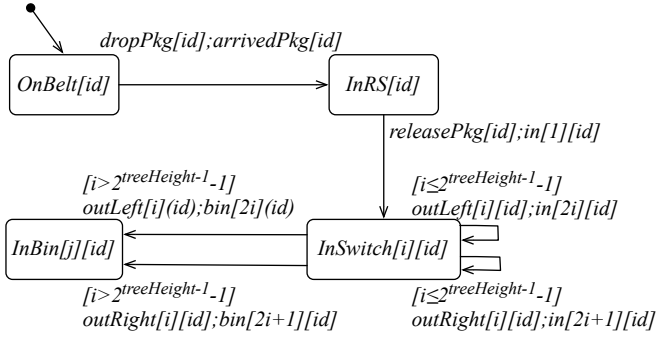 dropPkg[id];arrivedPkg[id]
OnBelt[id]
InRS[id]
releasePkg[id];in[1][id]
[i>2^treeHeight-1-1]
outLeft[i](id);bin[2i](id)
[i≤2^treeHeight-1-1]
outLeft[i][id];in[2i][id]
InBin[j][id]
InSwitch[i][id]
[i>2^treeHeight-1-1]
outRight[i][id];bin[2i+1][id]
[i≤2^treeHeight-1-1]
outRight[i][id];in[2i+1][id]